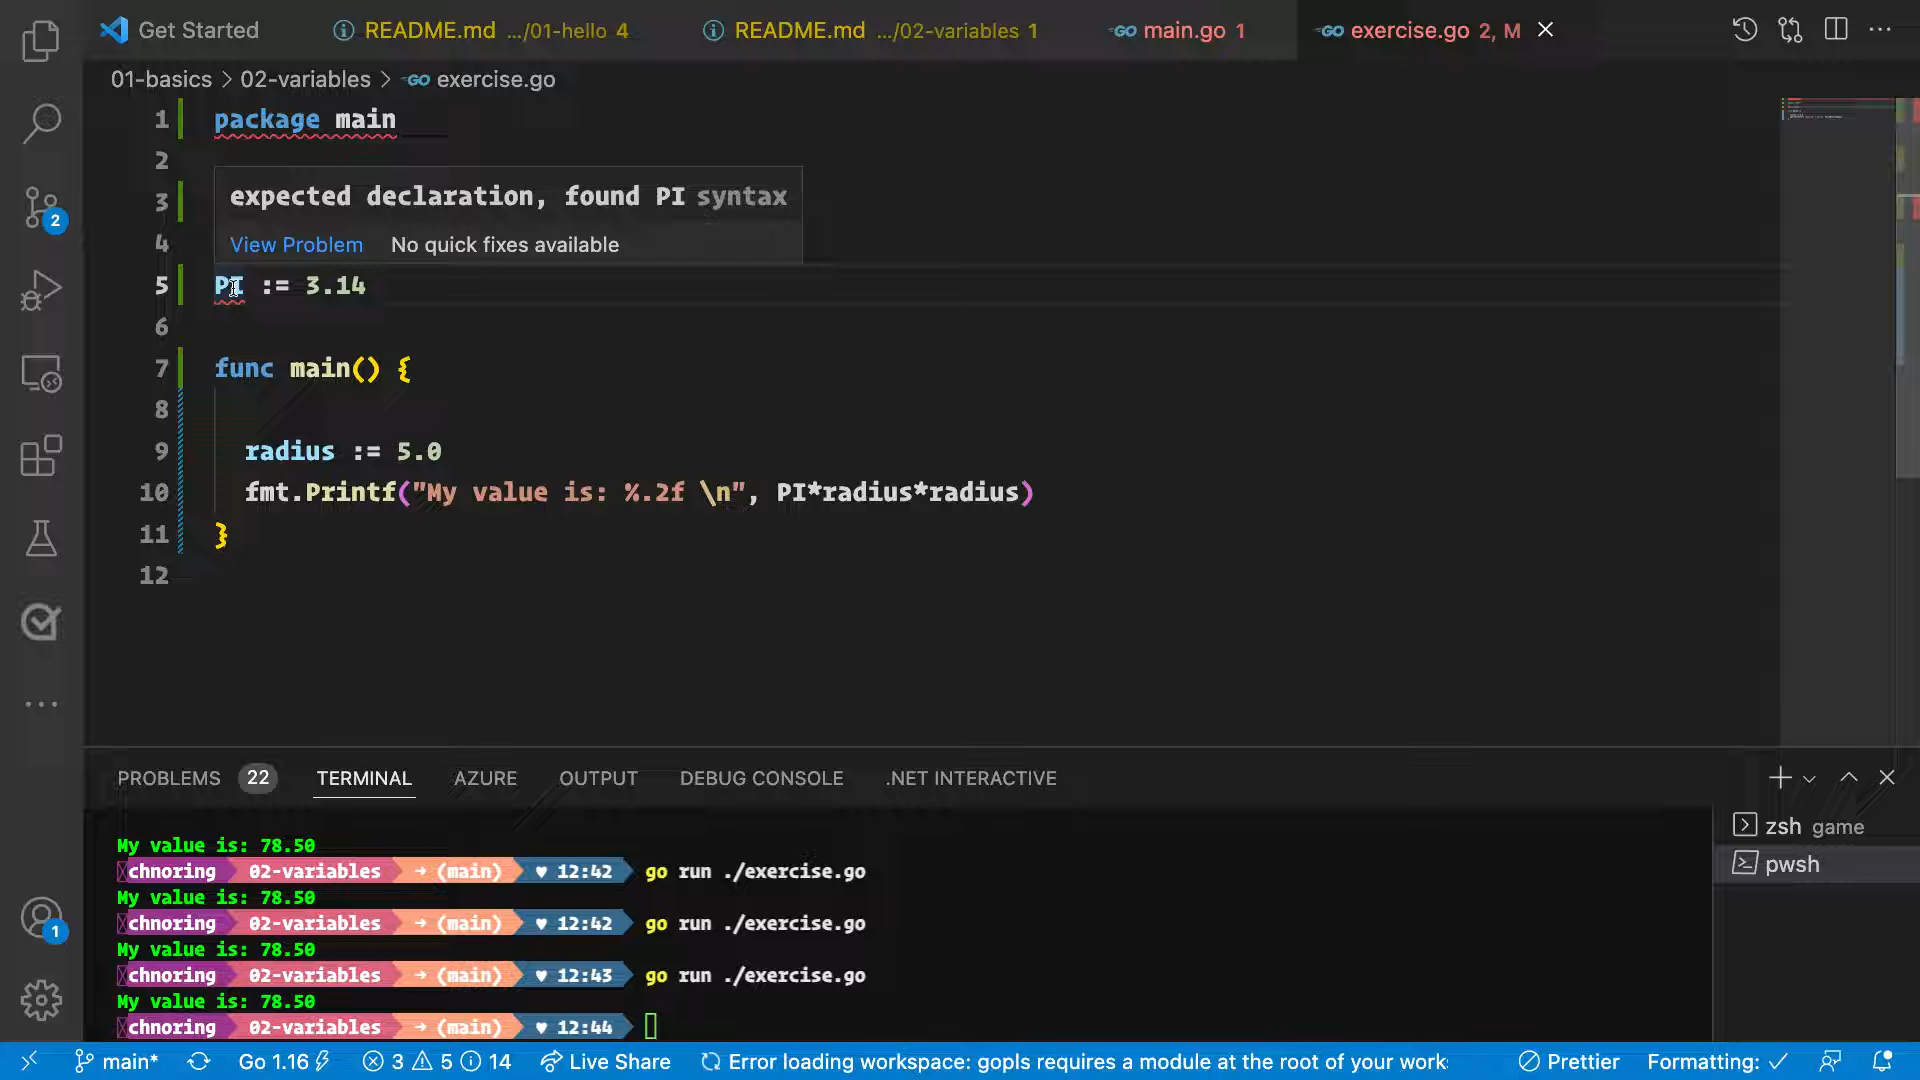 Get Started
README.md .../01-hello 4
README.md .../02-variables 1
GO main.go 1
GO exercise.go 2, M
01-basics > 02-variables > GO exercise.go
1 package main
2
expected declaration, found PI syntax
3
View Problem No quick fixes available
4
5 PI := 3.14
6
7 func main() {
8
9 radius := 5.0
10 fmt.Printf("My value is: %.2f \n", PI*radius*radius)
11 }
12
PROBLEMS 22 TERMINAL AZURE OUTPUT DEBUG CONSOLE .NET INTERACTIVE
My value is: 78.50
chnoring 02-variables → (main) ♥ 12:42 go run ./exercise.go
My value is: 78.50
chnoring 02-variables → (main) ♥ 12:42 go run ./exercise.go
My value is: 78.50
chnoring 02-variables → (main) ♥ 12:43 go run ./exercise.go
My value is: 78.50
chnoring 02-variables → (main) ♥ 12:44
zsh game
pwsh
2
1
main* Go 1.16 3 5 14 Live Share Error loading workspace: gopls requires a module at the root of your work Prettier Formatting: ✓